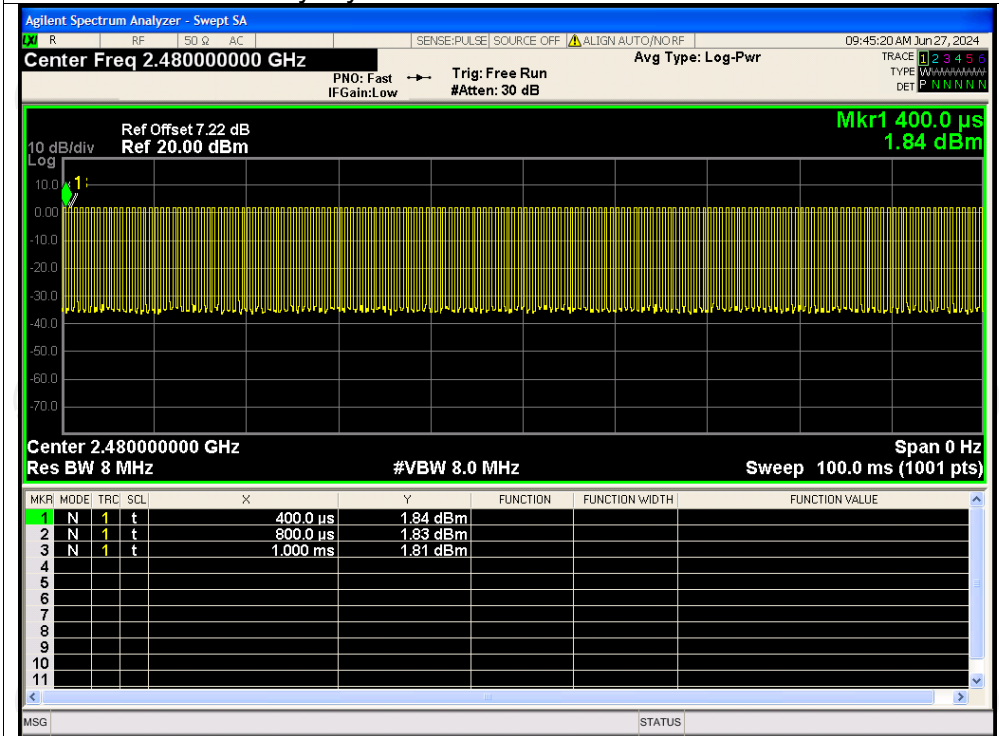 Agilent Spectrum Analyzer - Swept SA
LXI R RF 50 Ω AC SENSE:PULSE SOURCE OFF ALIGN AUTO/NO RF 09:45:20 AM Jun 27, 2024
Center Freq 2.480000000 GHz Avg Type: Log-Pwr TRACE 1 2 3 4 5 6
PNO: Fast Trig: Free Run TYPE W
IFGain:Low #Atten: 30 dB DET P N N N N N
Mkr1 400.0 µs
Ref Offset 7.22 dB
10 dB/div Ref 20.00 dBm 1.84 dBm
Log
10.0 1
0.00
-10.0
-20.0
-30.0
-40.0
-50.0
-60.0
-70.0
Center 2.480000000 GHz Span 0 Hz
Res BW 8 MHz #VBW 8.0 MHz Sweep 100.0 ms (1001 pts)
MKR MODE TRC SCL X Y FUNCTION FUNCTION WIDTH FUNCTION VALUE
1 N 1 t 400.0 µs 1.84 dBm
2 N 1 t 800.0 µs 1.83 dBm
3 N 1 t 1.000 ms 1.81 dBm
4
5
6
7
8
9
10
11
MSG STATUS